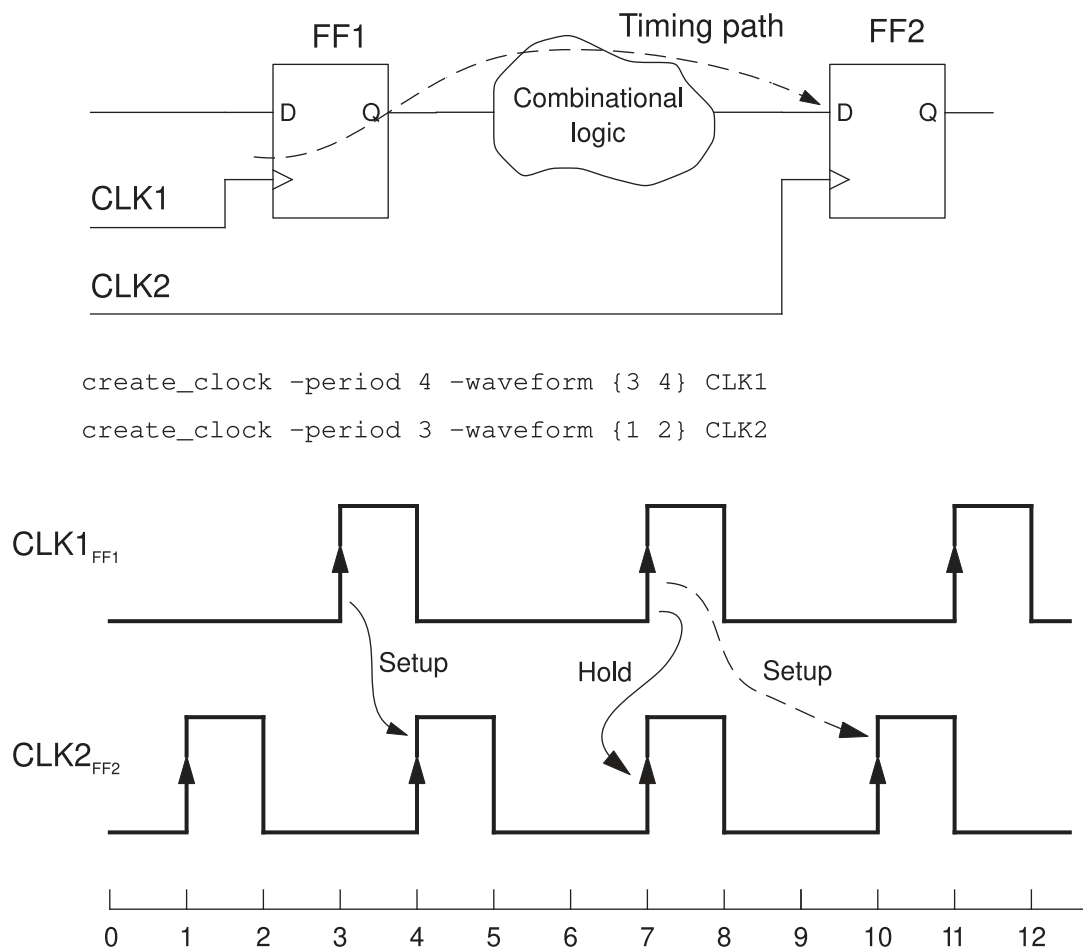 FF1
Timing path
FF2
D
Q
Combinational
logic
D
Q
CLK1
CLK2
create_clock –period 4 –waveform {3 4} CLK1
create_clock –period 3 –waveform {1 2} CLK2
CLK1FF1
Setup
Hold
Setup
CLK2FF2
0 1 2 3 4 5 6 7 8 9 10 11 12